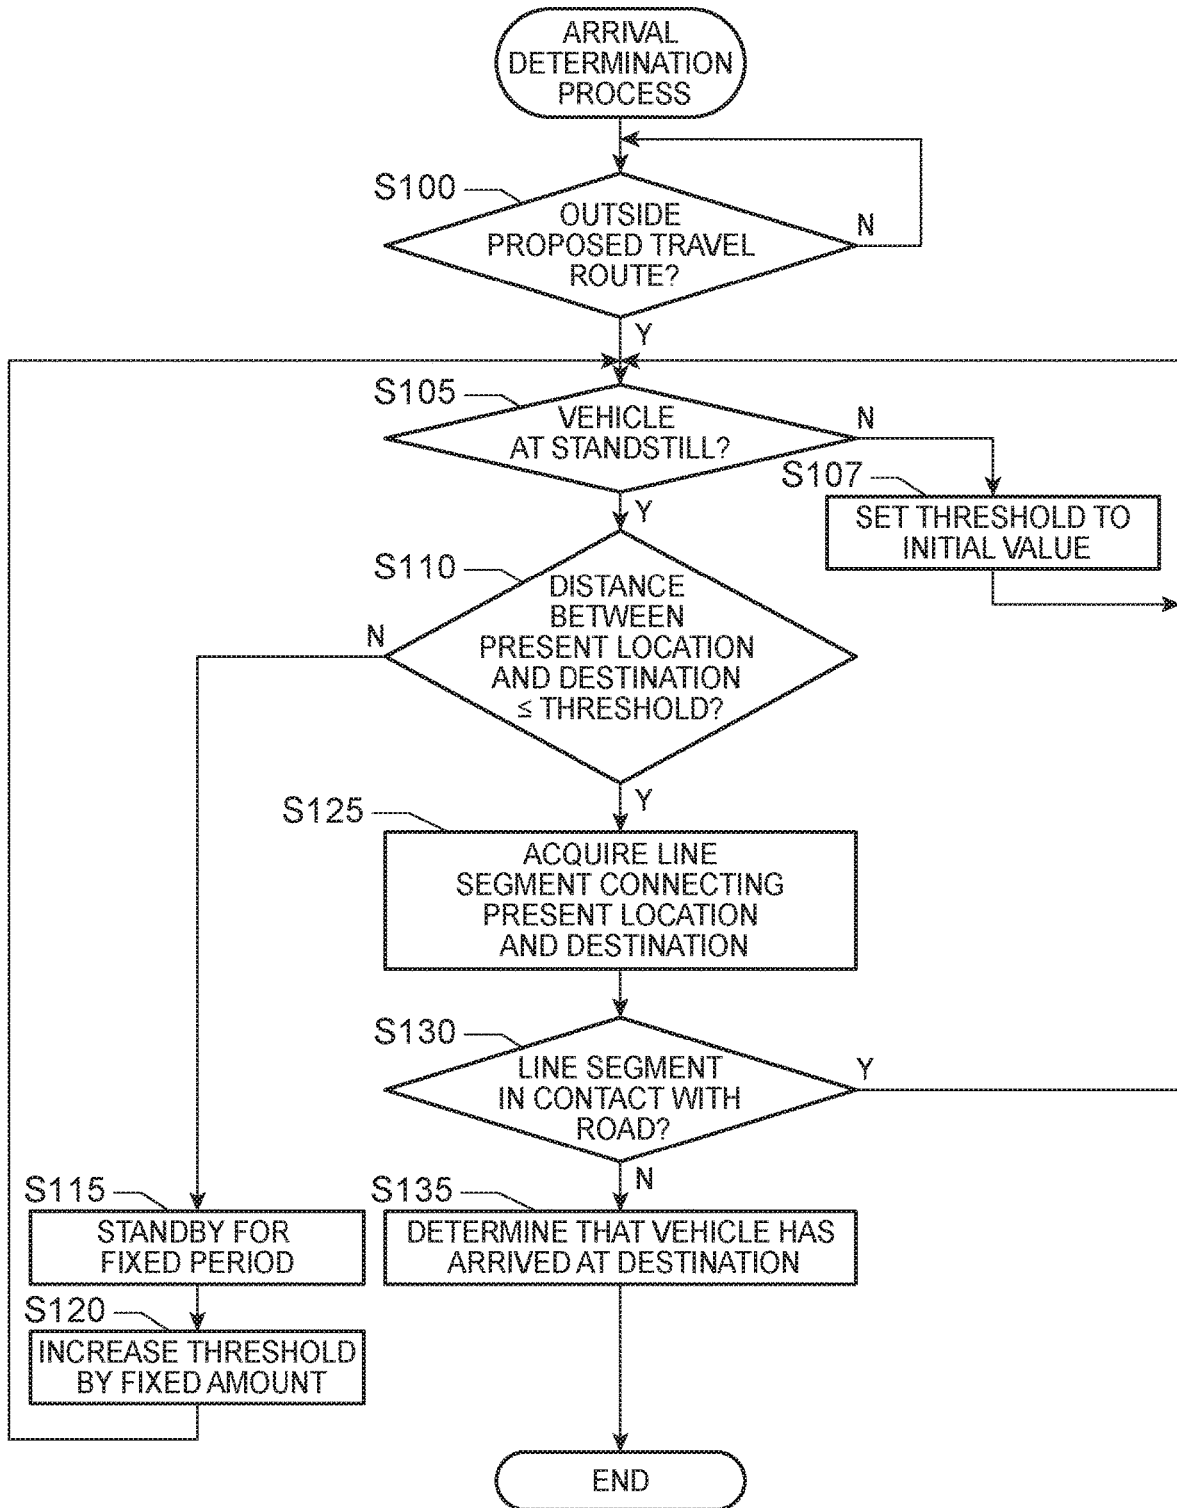 ARRIVAL
DETERMINATION
PROCESS
S100
OUTSIDE
PROPOSED TRAVEL
ROUTE?
N
Y
S105
VEHICLE
AT STANDSTILL?
N
S107
SET THRESHOLD TO
INITIAL VALUE
Y
S110
DISTANCE
BETWEEN
PRESENT LOCATION
AND DESTINATION
≤ THRESHOLD?
N
Y
S125
ACQUIRE LINE
SEGMENT CONNECTING
PRESENT LOCATION
AND DESTINATION
S130
LINE SEGMENT
IN CONTACT WITH
ROAD?
Y
N
S115
STANDBY FOR
FIXED PERIOD
S135
DETERMINE THAT VEHICLE HAS
ARRIVED AT DESTINATION
S120
INCREASE THRESHOLD
BY FIXED AMOUNT
END